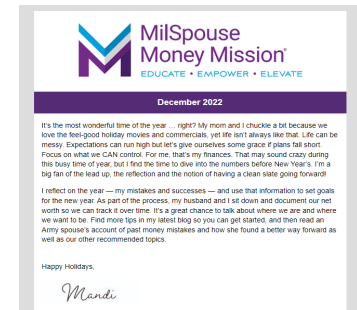 MilSpouse
Money Mission®
EDUCATE • EMPOWER • ELEVATE
December 2022
It's the most wonderful time of the year … right? My mom and I chuckle a bit because we
love the feel-good holiday movies and commercials, yet life isn't always like that. Life can be
messy. Expectations can run high but let's give ourselves some grace if plans fall short.
Focus on what we CAN control. For me, that's my finances. That may sound crazy during
this busy time of year, but I find the time to dive into the numbers before New Year's. I'm a
big fan of the lead up, the reflection and the notion of having a clean slate going forward!
I reflect on the year — my mistakes and successes — and use that information to set goals
for the new year. As part of the process, my husband and I sit down and document our net
worth so we can track it over time. It's a great chance to talk about where we are and where
we want to be. Find more tips in my latest blog so you can get started, and then read an
Army spouse's account of past money mistakes and how she found a better way forward as
well as our other recommended topics.
Happy Holidays,
Mandi